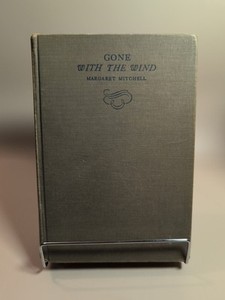 GONE
WITH THE WIND
MARGARET MITCHELL